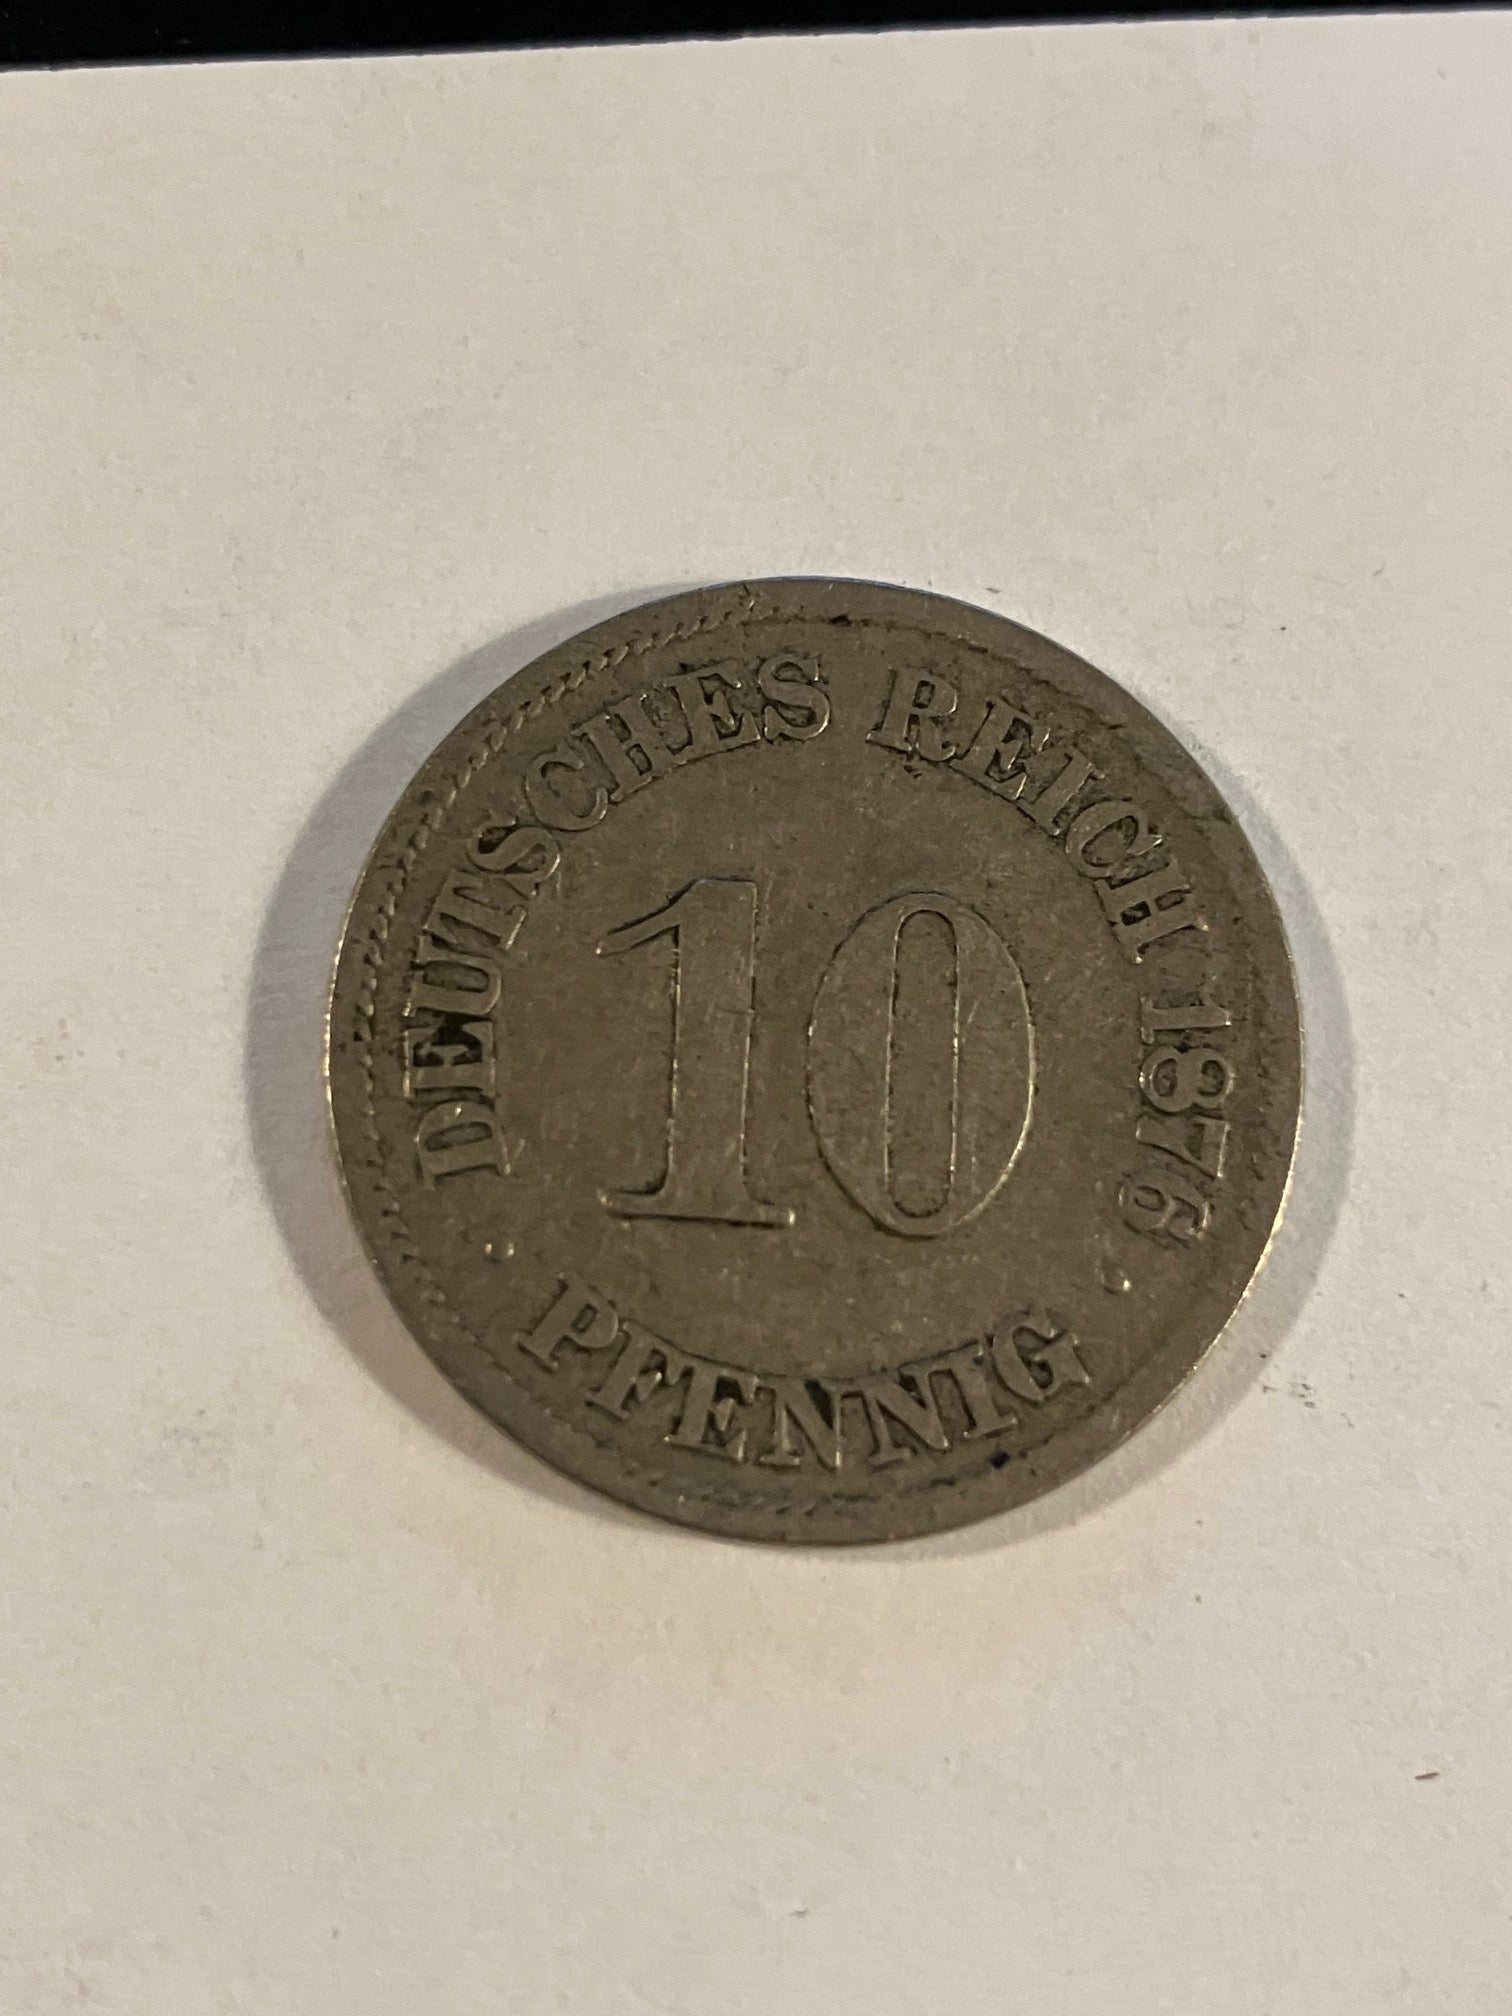 DEUTSCHES REICH 1876
10
· PFENNIG ·